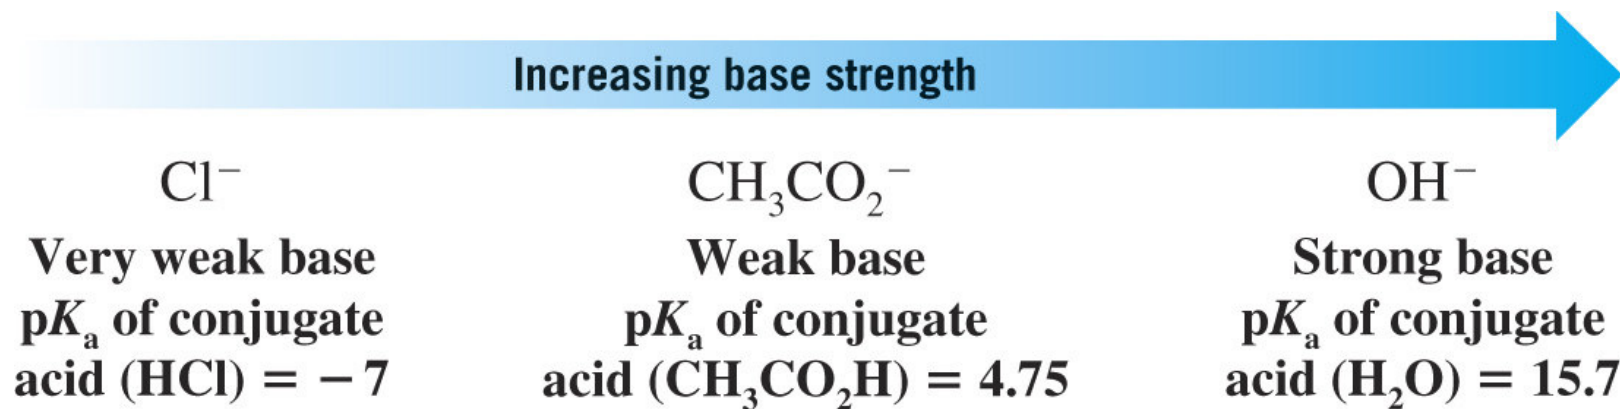 Increasing base strength
Cl⁻
Very weak base
pKₐ of conjugate
acid (HCl) = −7
CH₃CO₂⁻
Weak base
pKₐ of conjugate
acid (CH₃CO₂H) = 4.75
OH⁻
Strong base
pKₐ of conjugate
acid (H₂O) = 15.7